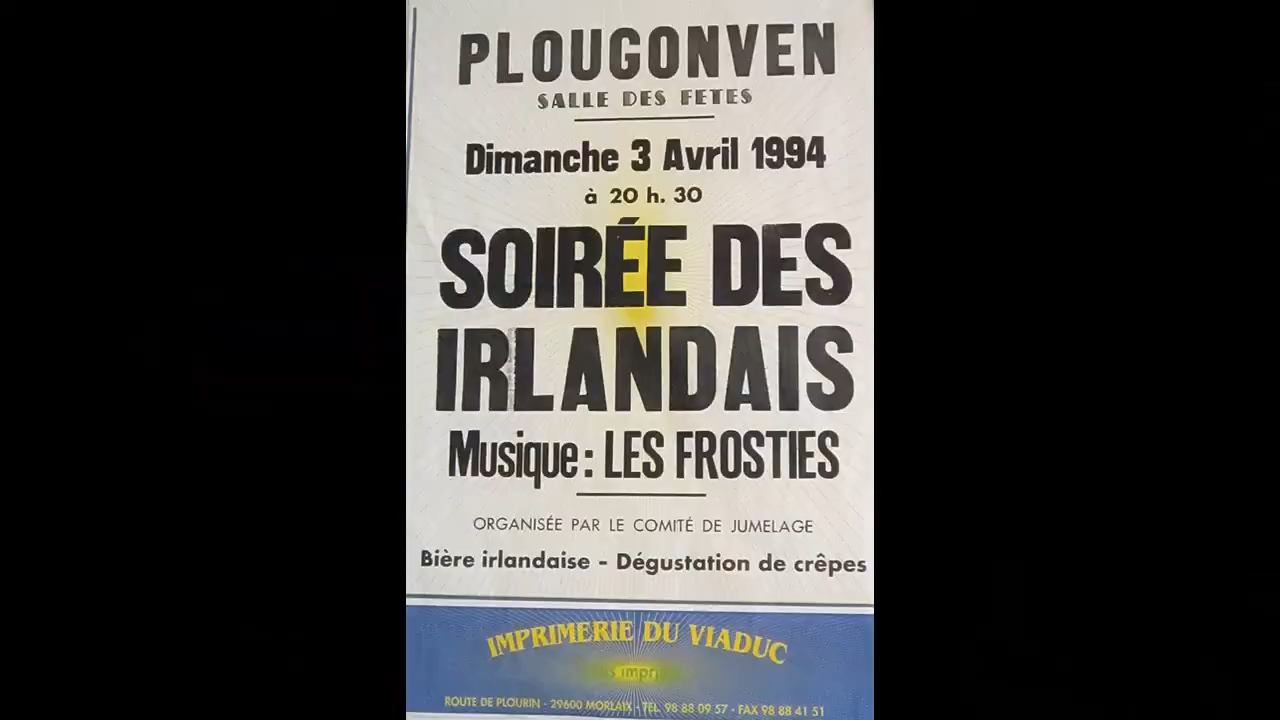 PLOUGONVEN
SALLE DES FETES
Dimanche 3 Avril 1994
à 20 h. 30
SOIRÉE DES
IRLANDAIS
Musique : LES FROSTIES
ORGANISÉE PAR LE COMITÉ DE JUMELAGE
Bière irlandaise - Dégustation de crêpes
IMPRIMERIE DU VIADUC
ROUTE DE PLOURIN - 29600 MORLAIX - TEL. 98 88 09 57 - FAX 98 88 41 51